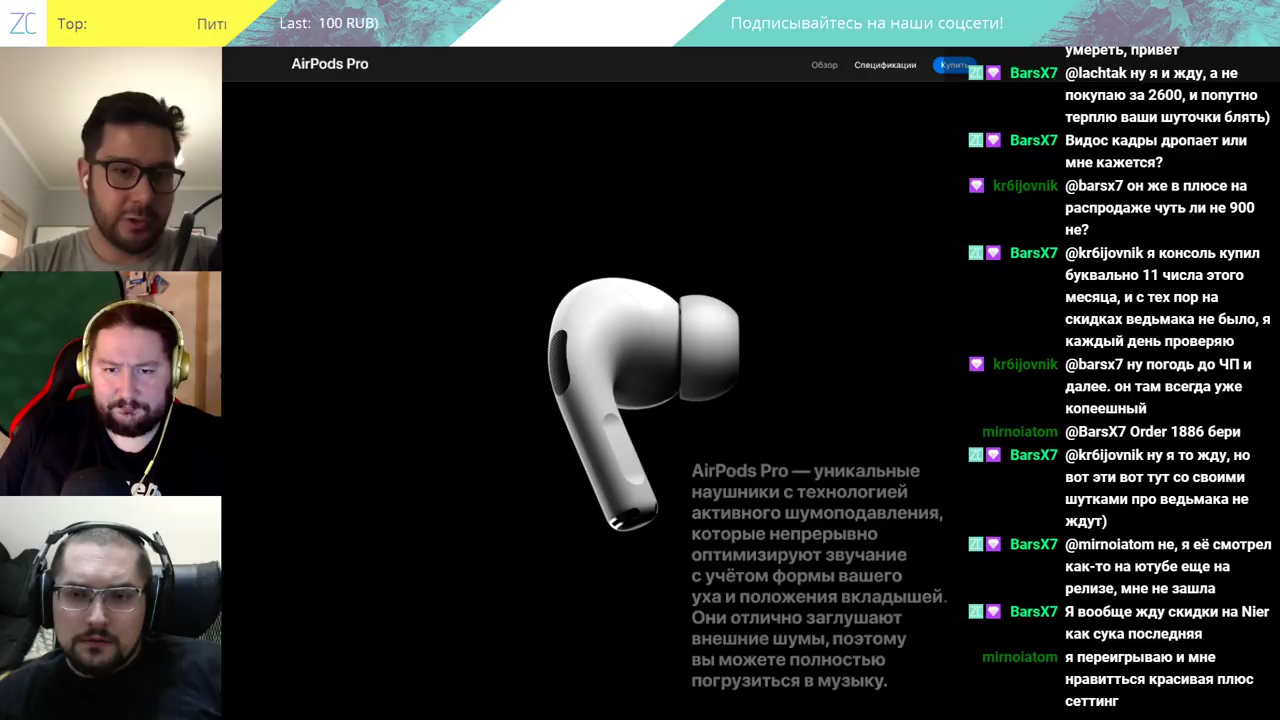 ZC
Top:
Пити
Last: 100 RUB)
Подписывайтесь на наши соцсети!
AirPods Pro
Обзор
Спецификации
Купить
AirPods Pro — уникальные
наушники с технологией
активного шумоподавления,
которые непрерывно
оптимизируют звучание
с учётом формы вашего
уха и положения вкладышей.
Они отлично заглушают
внешние шумы, поэтому
вы можете полностью
погрузиться в музыку.
умереть, привет
BarsX7 @lachtak ну я и жду, а не
покупаю за 2600, и попутно
терплю ваши шуточки блять)
BarsX7 Видос кадры дропает или
мне кажется?
kr6ijovnik @barsx7 он же в плюсе на
распродаже чуть ли не 900
не?
BarsX7 @kr6ijovnik я консоль купил
буквально 11 числа этого
месяца, и с тех пор на
скидках ведьмака не было, я
каждый день проверяю
kr6ijovnik @barsx7 ну погодь до ЧП и
далее. он там всегда уже
копеешный
mirnoiatom @BarsX7 Order 1886 бери
BarsX7 @kr6ijovnik ну я то жду, но
вот эти вот тут со своими
шутками про ведьмака не
ждут)
BarsX7 @mirnoiatom не, я её смотрел
как-то на ютубе еще на
релизе, мне не зашла
BarsX7 Я вообще жду скидки на Nier
как сука последняя
mirnoiatom я переигрываю и мне
нравитться красивая плюс
сеттинг